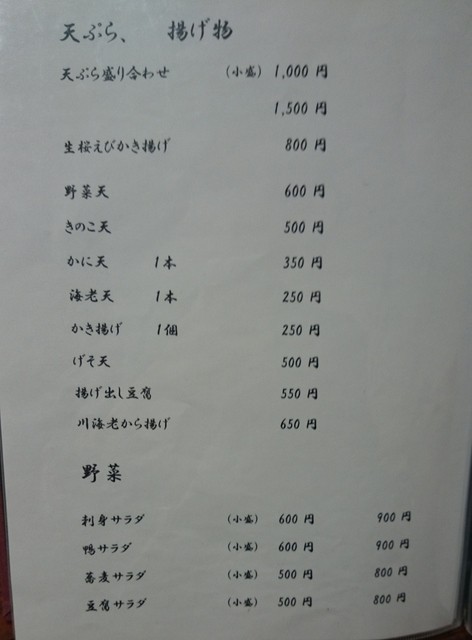 天ぷら、 揚げ物
天ぷら盛り合わせ (小盛) 1,000 円
1,500 円
生桜えびかき揚げ 800 円
野菜天 600 円
きのこ天 500 円
かに天 1本 350 円
海老天 1本 250 円
かき揚げ 1個 250 円
げそ天 500 円
揚げ出し豆腐 550 円
川海老から揚げ 650 円
野菜
刺身サラダ (小盛) 600 円 900 円
鴨サラダ (小盛) 600 円 900 円
蕎麦サラダ (小盛) 500 円 800 円
豆腐サラダ (小盛) 500 円 800 円